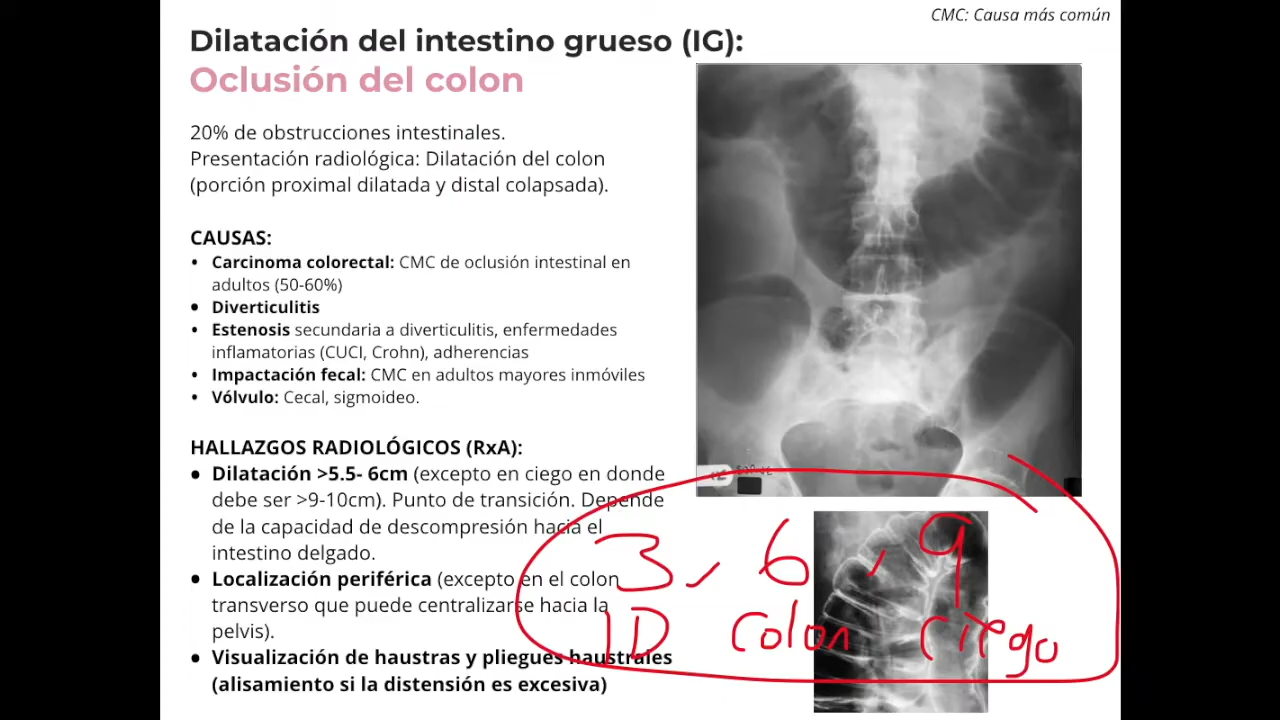 CMC: Causa más común
Dilatación del intestino grueso (IG):
Oclusión del colon
20% de obstrucciones intestinales.
Presentación radiológica: Dilatación del colon
(porción proximal dilatada y distal colapsada).
CAUSAS:
• Carcinoma colorectal: CMC de oclusión intestinal en
adultos (50-60%)
• Diverticulitis
• Estenosis secundaria a diverticulitis, enfermedades
inflamatorias (CUCI, Crohn), adherencias
• Impactación fecal: CMC en adultos mayores inmóviles
• Vólvulo: Cecal, sigmoideo.
HALLAZGOS RADIOLÓGICOS (RxA):
• Dilatación >5.5- 6cm (excepto en ciego en donde
debe ser >9-10cm). Punto de transición. Depende
de la capacidad de descompresión hacia el
intestino delgado.
• Localización periférica (excepto en el colon
transverso que puede centralizarse hacia la
pelvis).
• Visualización de haustras y pliegues haustrales
(alisamiento si la distensión es excesiva)
3, 6, 9
ID colon ciego